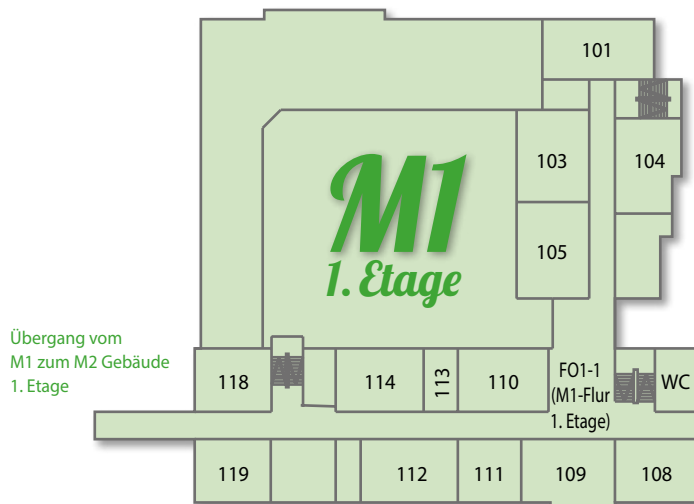 101
103
104
M1
1. Etage
105
Übergang vom
M1 zum M2 Gebäude
1. Etage
118
114
113
110
FO1-1
(M1-Flur
1. Etage)
WC
119
112
111
109
108